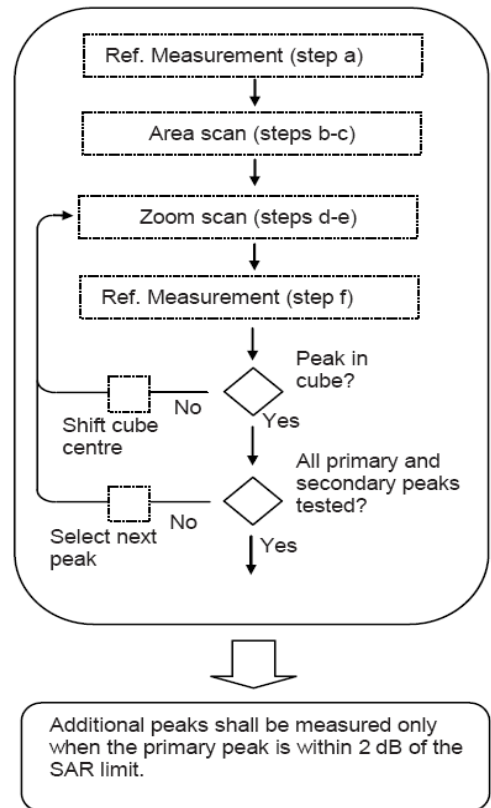 Ref. Measurement (step a)
Area scan (steps b-c)
Zoom scan (steps d-e)
Ref. Measurement (step f)
Peak in
cube?
No
Yes
Shift cube
centre
All primary and
secondary peaks
tested?
No
Yes
Select next
peak
Additional peaks shall be measured only
when the primary peak is within 2 dB of the
SAR limit.